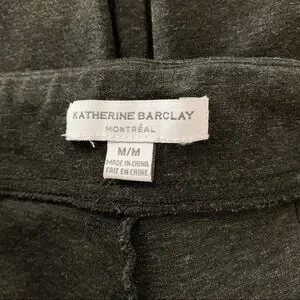 KATHERINE BARCLAY
MONTRÉAL
M/M
MADE IN CHINA
FAIT EN CHINE